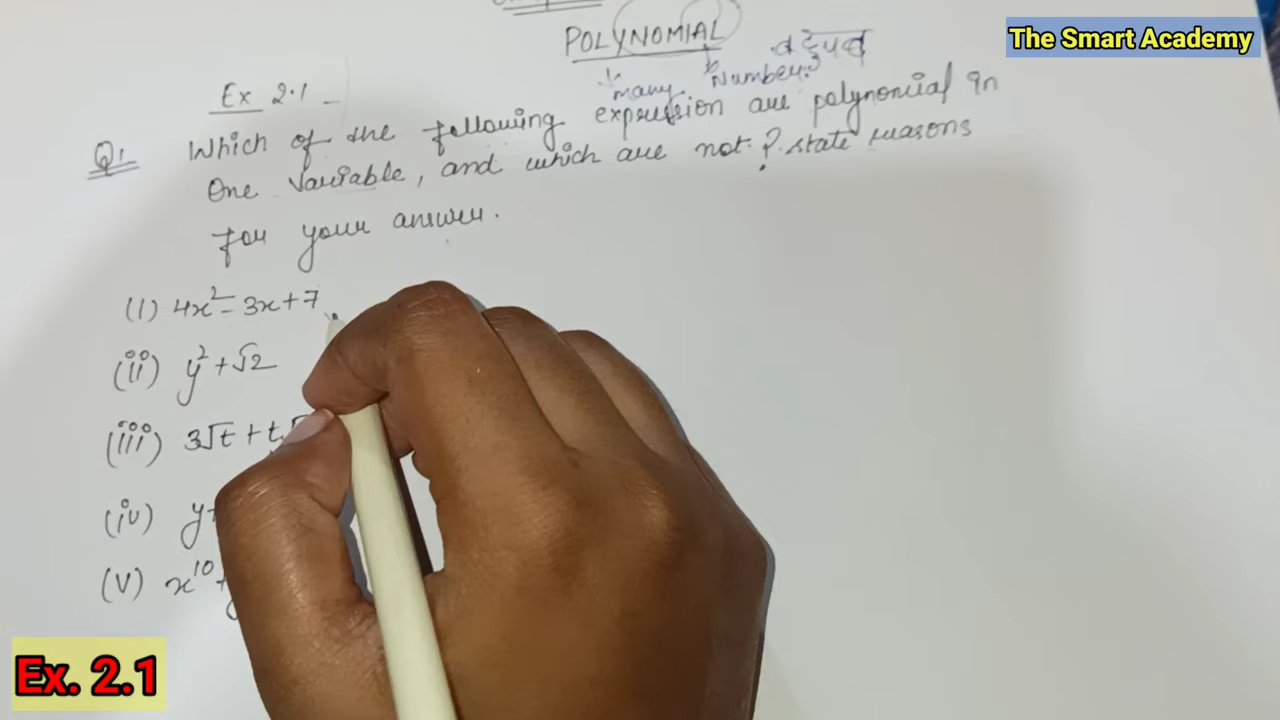 POLYNOMIAL
The Smart Academy
many Number
बहुपद
Ex 2.1 -
Q1 Which of the following expression are polynomial in
One Variable, and which are not? state reasons
for your answer.
(1) 4x² - 3x + 7
(ii) y² + √2
(iii) 3√t + t√
(iv) y+
(V) x¹⁰ +
Ex. 2.1